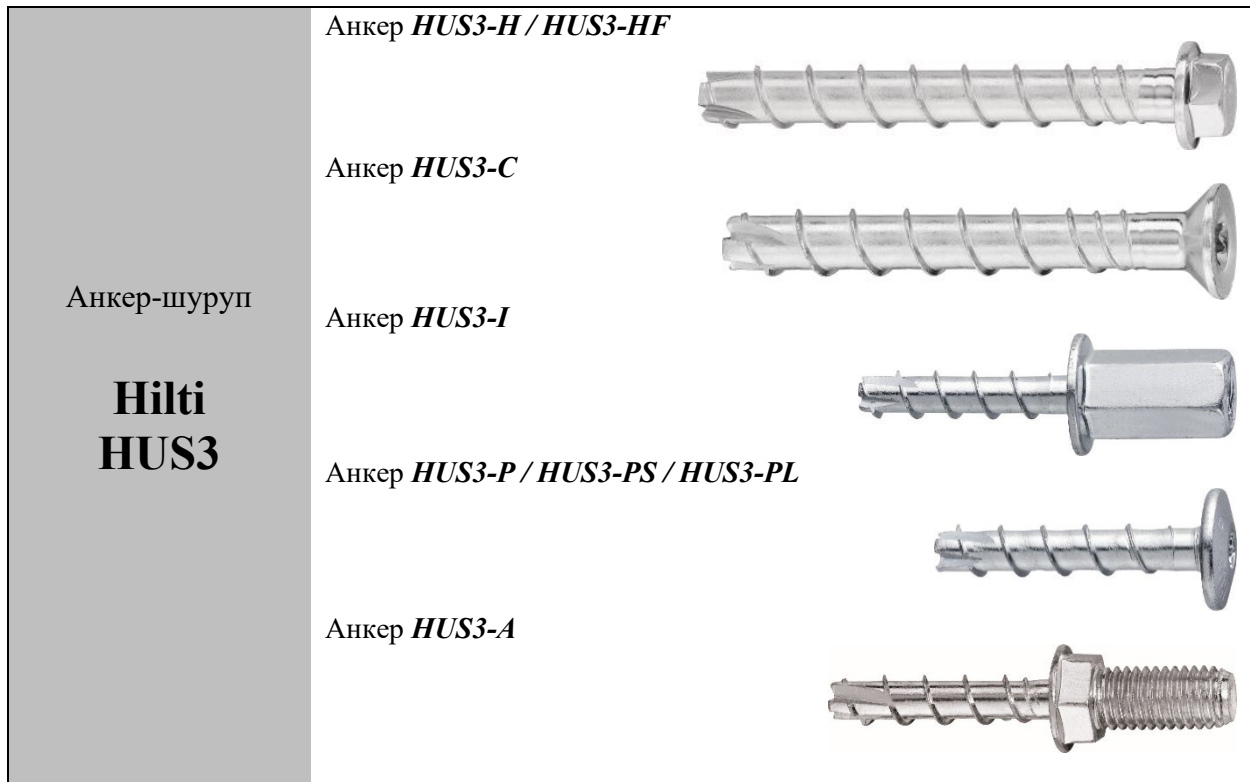 Анкер-шуруп
Hilti
HUS3
Анкер HUS3-H / HUS3-HF
Анкер HUS3-C
Анкер HUS3-I
Анкер HUS3-P / HUS3-PS / HUS3-PL
Анкер HUS3-A